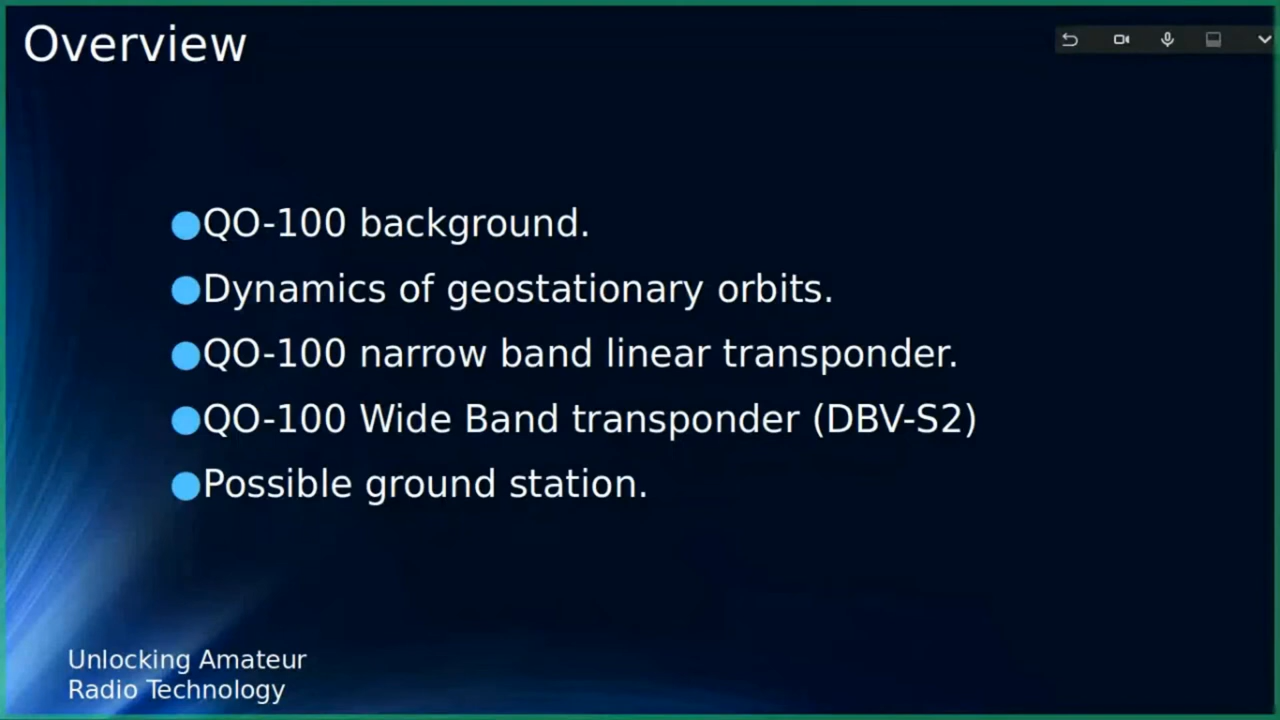 Overview
●QO-100 background.
●Dynamics of geostationary orbits.
●QO-100 narrow band linear transponder.
●QO-100 Wide Band transponder (DBV-S2)
●Possible ground station.
Unlocking Amateur
Radio Technology